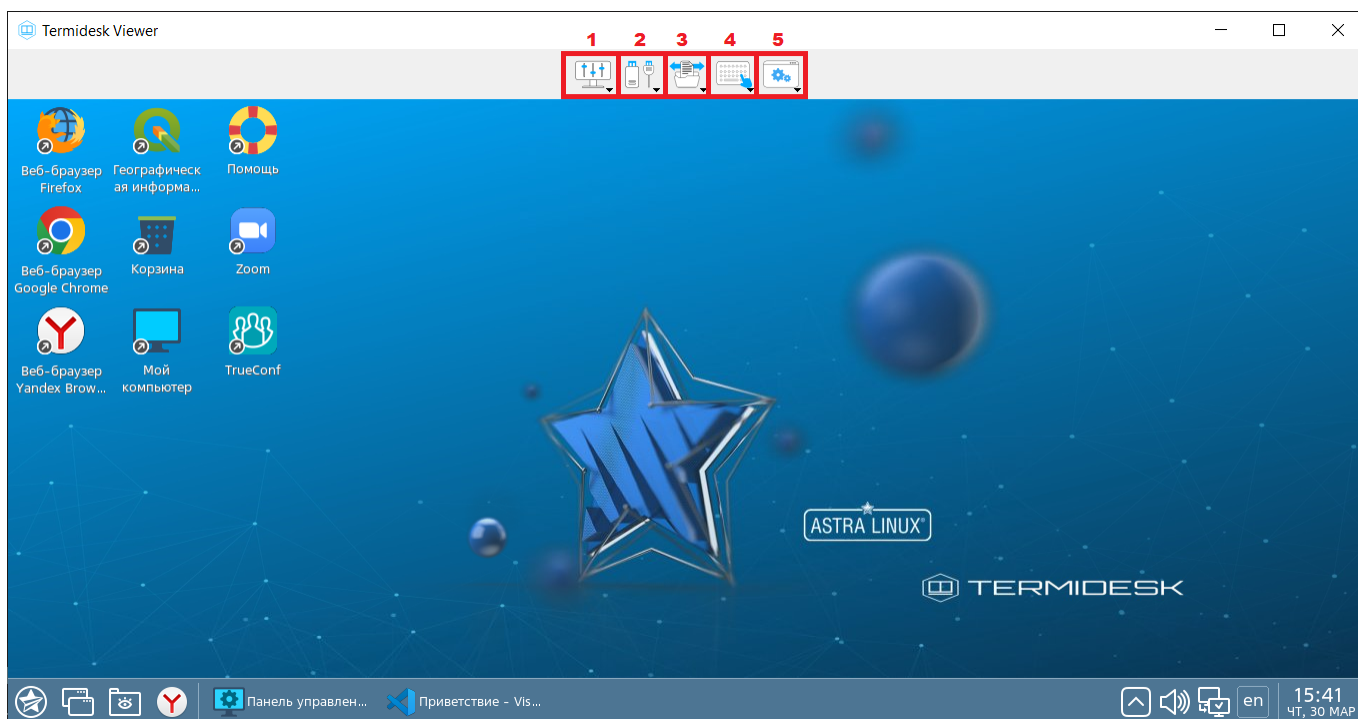 Termidesk Viewer
1 2 3 4 5
Веб-браузер
Firefox
Географическ
ая информа...
Помощь
Веб-браузер
Google Chrome
Корзина
Zoom
Веб-браузер
Yandex Brow...
Мой
компьютер
TrueConf
ASTRA LINUX®
TERMIDESK
Панель управлен...
Приветствие - Vis...
en
15:41
ЧТ, 30 МАР